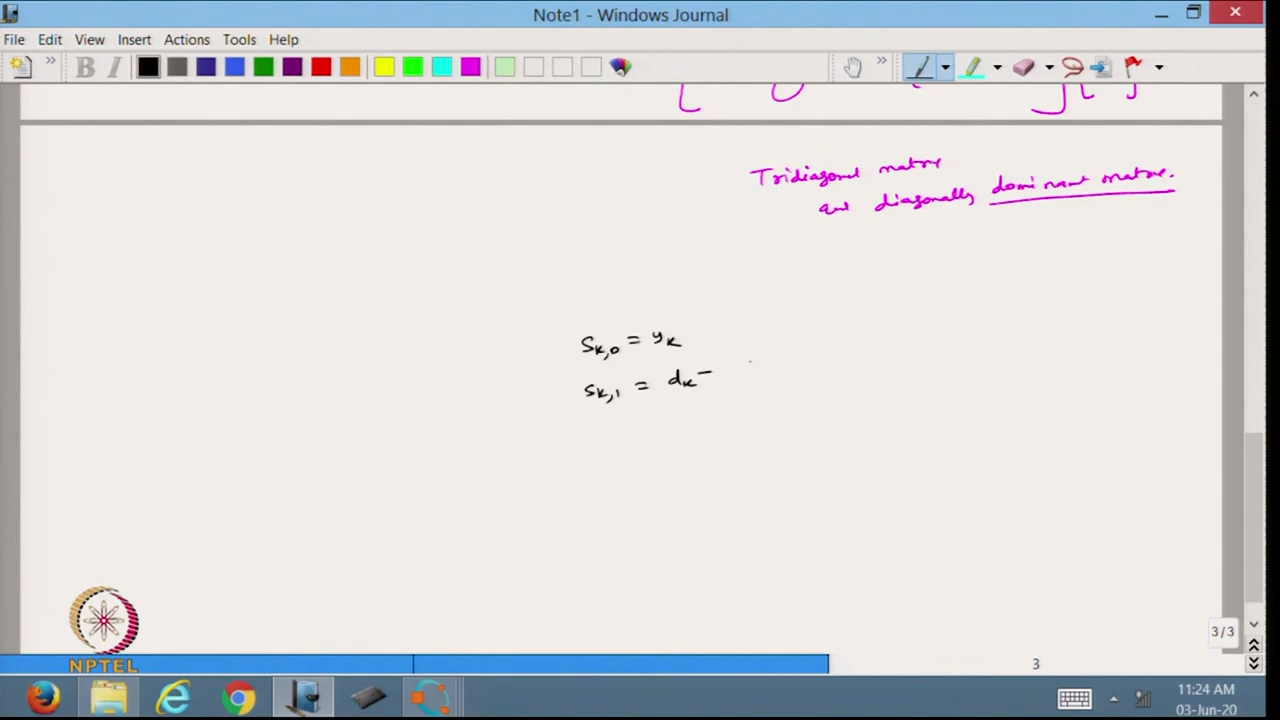 Note1 - Windows Journal
File Edit View Insert Actions Tools Help
B I
Tridiagonal matrix
and diagonally dominant matrix.
S_{k,0} = y_k
S_{k,1} = d_k -
NPTEL
3/3
3
11:24 AM
03-Jun-20